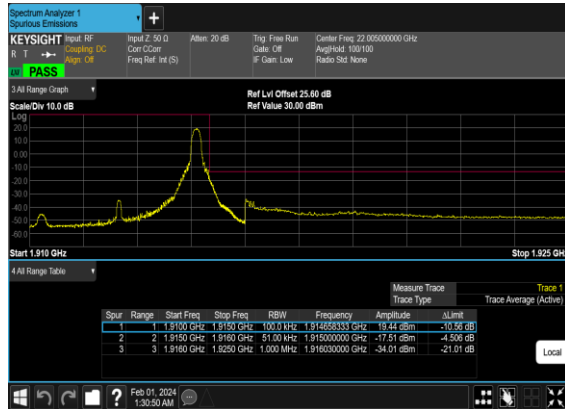 Spectrum Analyzer 1
Spurious Emissions
KEYSIGHT
R T
Input: RF
Coupling: DC
Align: Off
Input Z: 50 Ω
Corr CCorr
Freq Ref: Int (S)
Atten: 20 dB
Trig: Free Run
Gate: Off
IF Gain: Low
Center Freq: 22.005000000 GHz
Avg|Hold: 100/100
Radio Std: None
PASS
3 All Range Graph
Scale/Div 10.0 dB
Ref Lvl Offset 25.60 dB
Ref Value 30.00 dBm
Log
20.0
10.0
0.00
-10.0
-20.0
-30.0
-40.0
-50.0
-60.0
Start 1.910 GHz
Stop 1.925 GH
4 All Range Table
Measure Trace Trace 1
Trace Type Trace Average (Active)
Spur Range Start Freq Stop Freq RBW Frequency Amplitude ΔLimit
1 1 1.9100 GHz 1.9150 GHz 100.0 kHz 1.914658333 GHz 19.44 dBm -10.56 dB
2 2 1.9150 GHz 1.9160 GHz 51.00 kHz 1.915000000 GHz -17.51 dBm -4.506 dB
3 3 1.9160 GHz 1.9250 GHz 1.000 MHz 1.916030000 GHz -34.01 dBm -21.01 dB
Local
Feb 01, 2024
1:30:50 AM